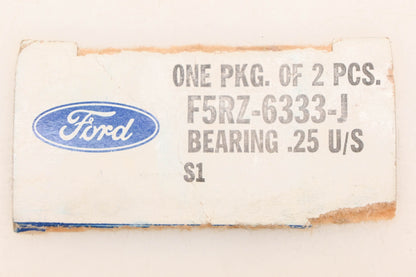 ONE PKG. OF 2 PCS.
F5RZ-6333-J
Ford
BEARING .25 U/S
S1